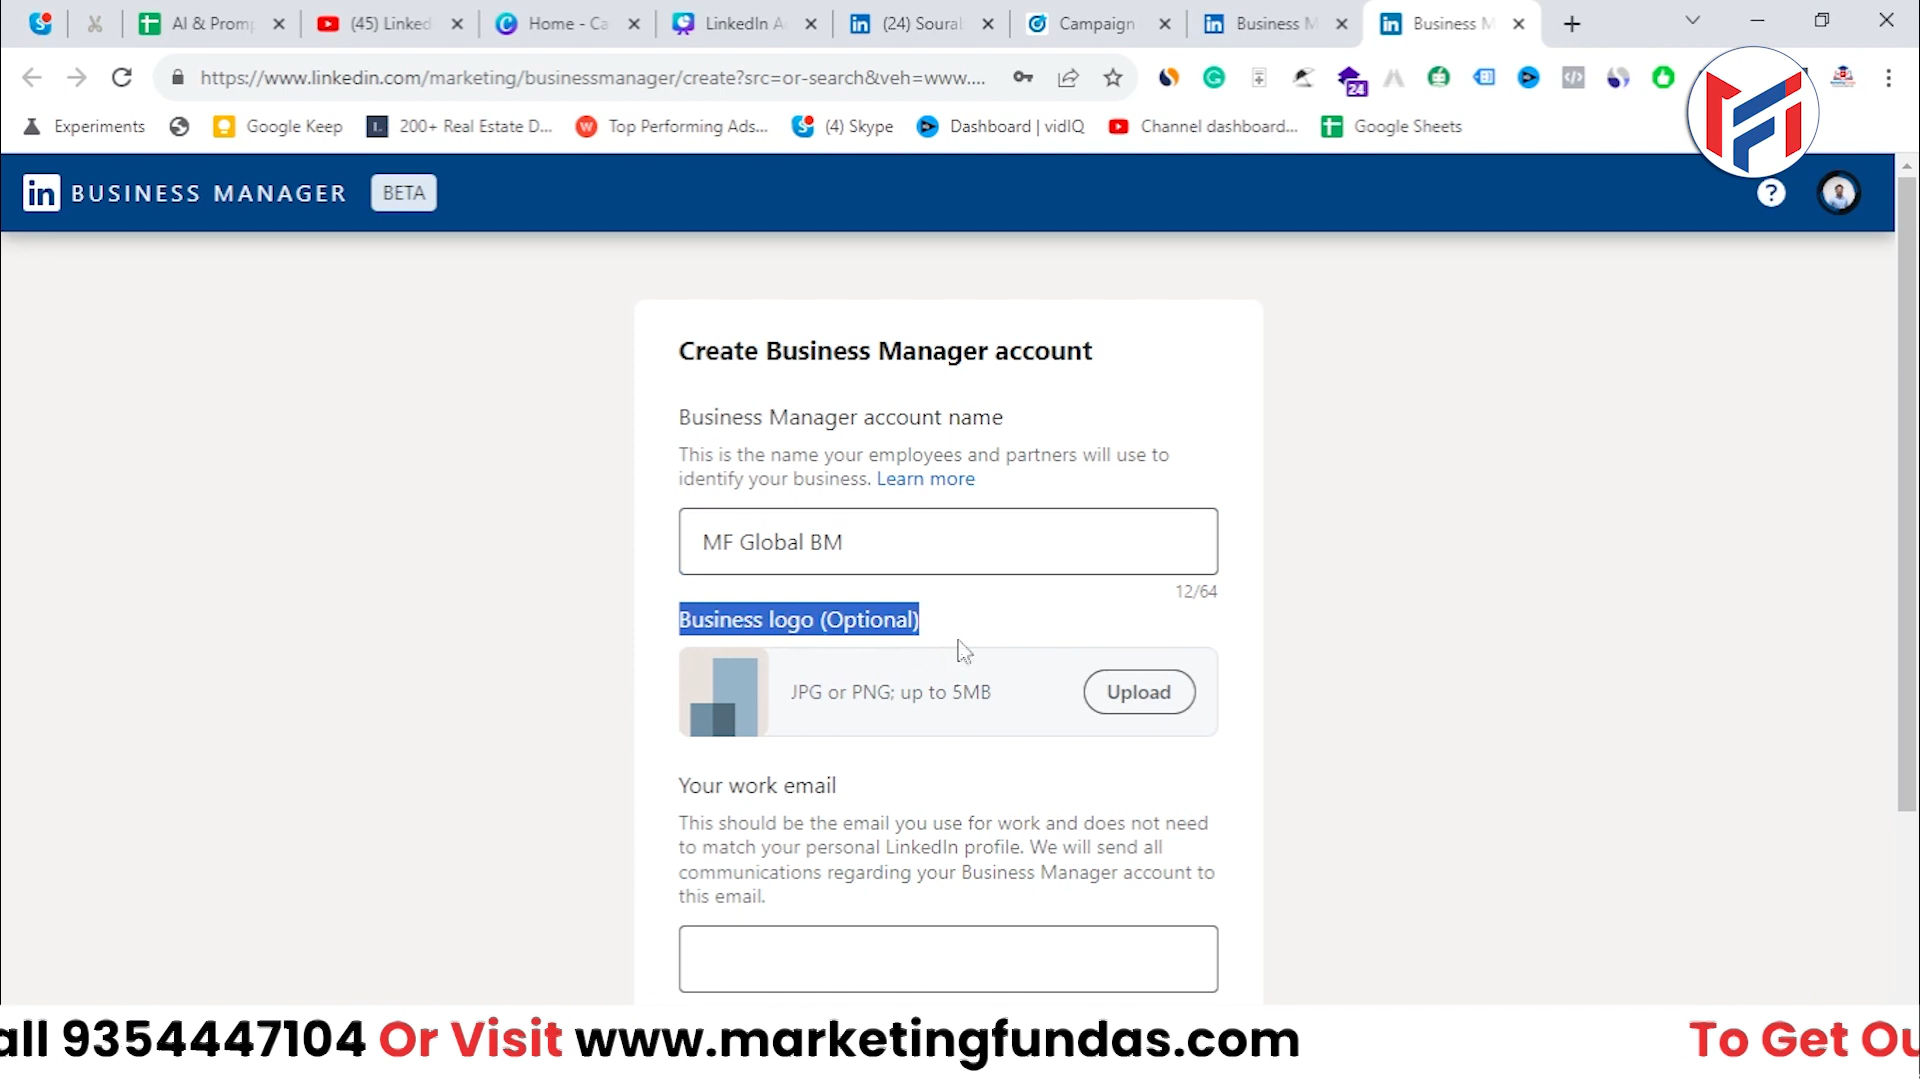 AI & Promp
(45) Linked
Home - Ca
LinkedIn A
(24) Soural
Campaign
Business M
Business M
https://www.linkedin.com/marketing/businessmanager/create?src=or-search&veh=www....
24
Experiments
Google Keep
200+ Real Estate D...
Top Performing Ads...
(4) Skype
Dashboard | vidIQ
Channel dashboard...
Google Sheets
in BUSINESS MANAGER BETA
Create Business Manager account
Business Manager account name
This is the name your employees and partners will use to
identify your business. Learn more
MF Global BM
12/64
Business logo (Optional)
JPG or PNG; up to 5MB
Upload
Your work email
This should be the email you use for work and does not need
to match your personal LinkedIn profile. We will send all
communications regarding your Business Manager account to
this email.
all 9354447104 Or Visit www.marketingfundas.com To Get Ou